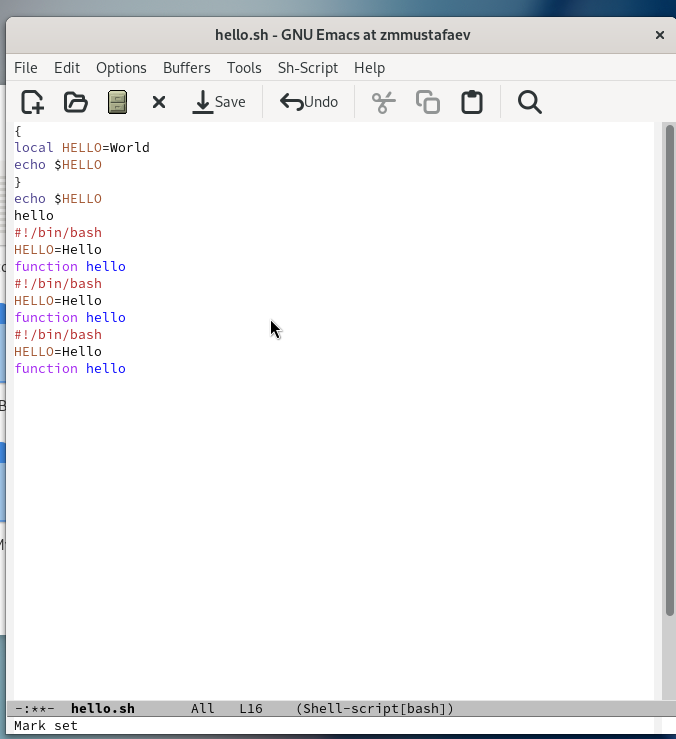 hello.sh - GNU Emacs at zmmustafaev
File Edit Options Buffers Tools Sh-Script Help
Save Undo
{
local HELLO=World
echo $HELLO
}
echo $HELLO
hello
#!/bin/bash
HELLO=Hello
function hello
#!/bin/bash
HELLO=Hello
function hello
#!/bin/bash
HELLO=Hello
function hello
-:**- hello.sh All L16 (Shell-script[bash])
Mark set